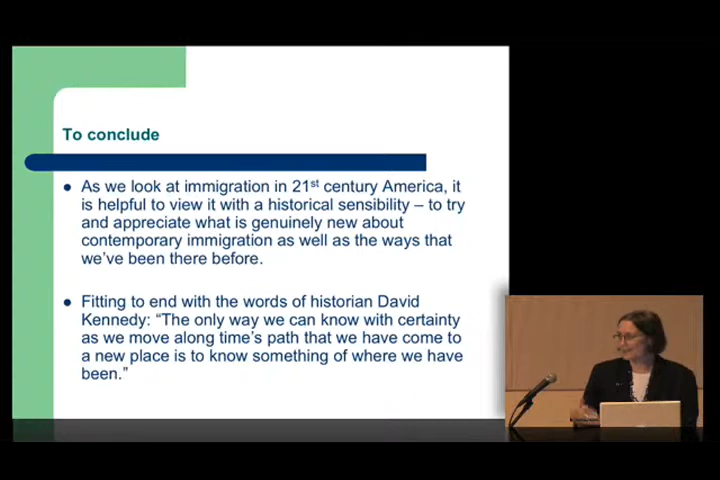 To conclude
● As we look at immigration in 21st century America, it
is helpful to view it with a historical sensibility – to try
and appreciate what is genuinely new about
contemporary immigration as well as the ways that
we've been there before.
● Fitting to end with the words of historian David
Kennedy: “The only way we can know with certainty
as we move along time's path that we have come to
a new place is to know something of where we have
been.”